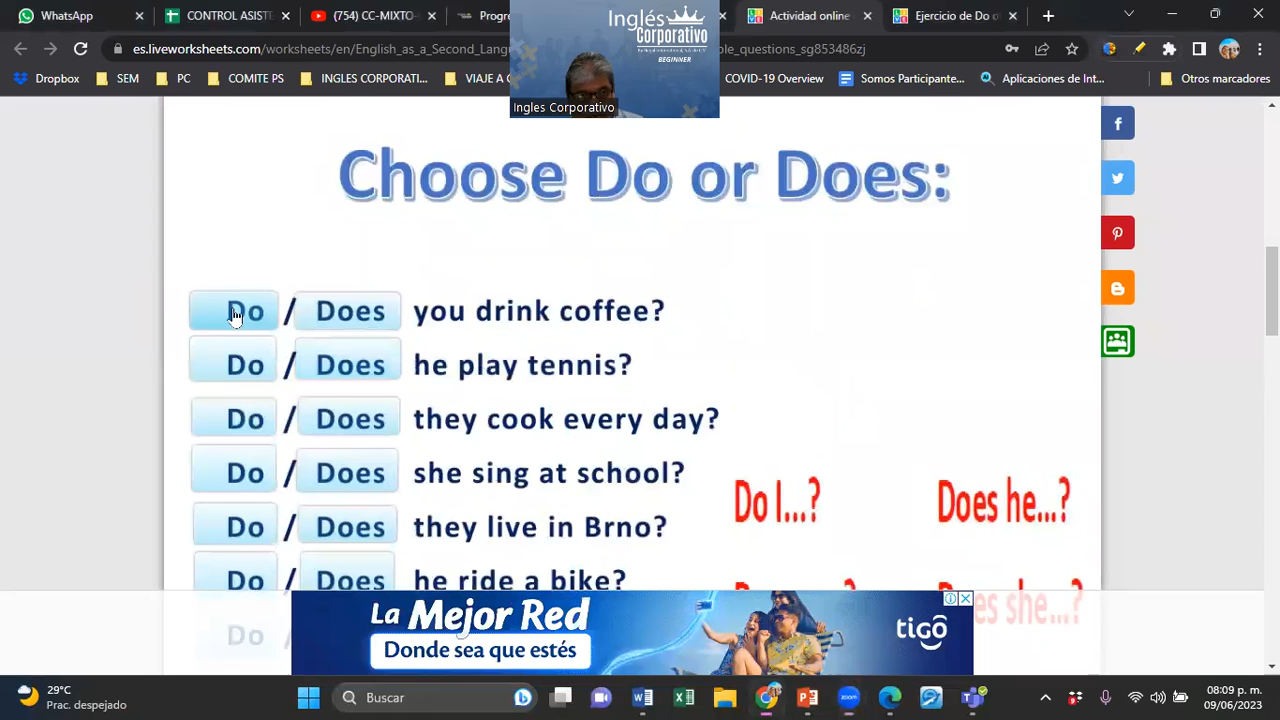 WhatsApp
CONTROL ASIST
(754) CC-MIXTO-
Progre
Actividad online
Ejercicio de Do o
es.liveworksheets.com/worksheets/en/English_as_a_Second_Lang
ple_questions_sg853486zj
Dropbox
SEM
PC
COMITE PS
INGLES CORPORATI...
VIAJE A
COVID-19 Overview
Somos Participante...
Aplicaciones de Int...
Otros marcadores
Inglés
Corporativo
BEGINNER
Ingles Corporativo
Choose Do or Does:
Do / Does you drink coffee?
Do / Does he play tennis?
Do / Does they cook every day?
Do / Does she sing at school?
Do / Does they live in Brno?
Do / Does he ride a bike?
Do
Do I...?
Does he...?
es she...?
La Mejor Red
Donde sea que estés
tigo
29°C
Prac. despejado
Buscar
08:09 p. m.
09/06/2023